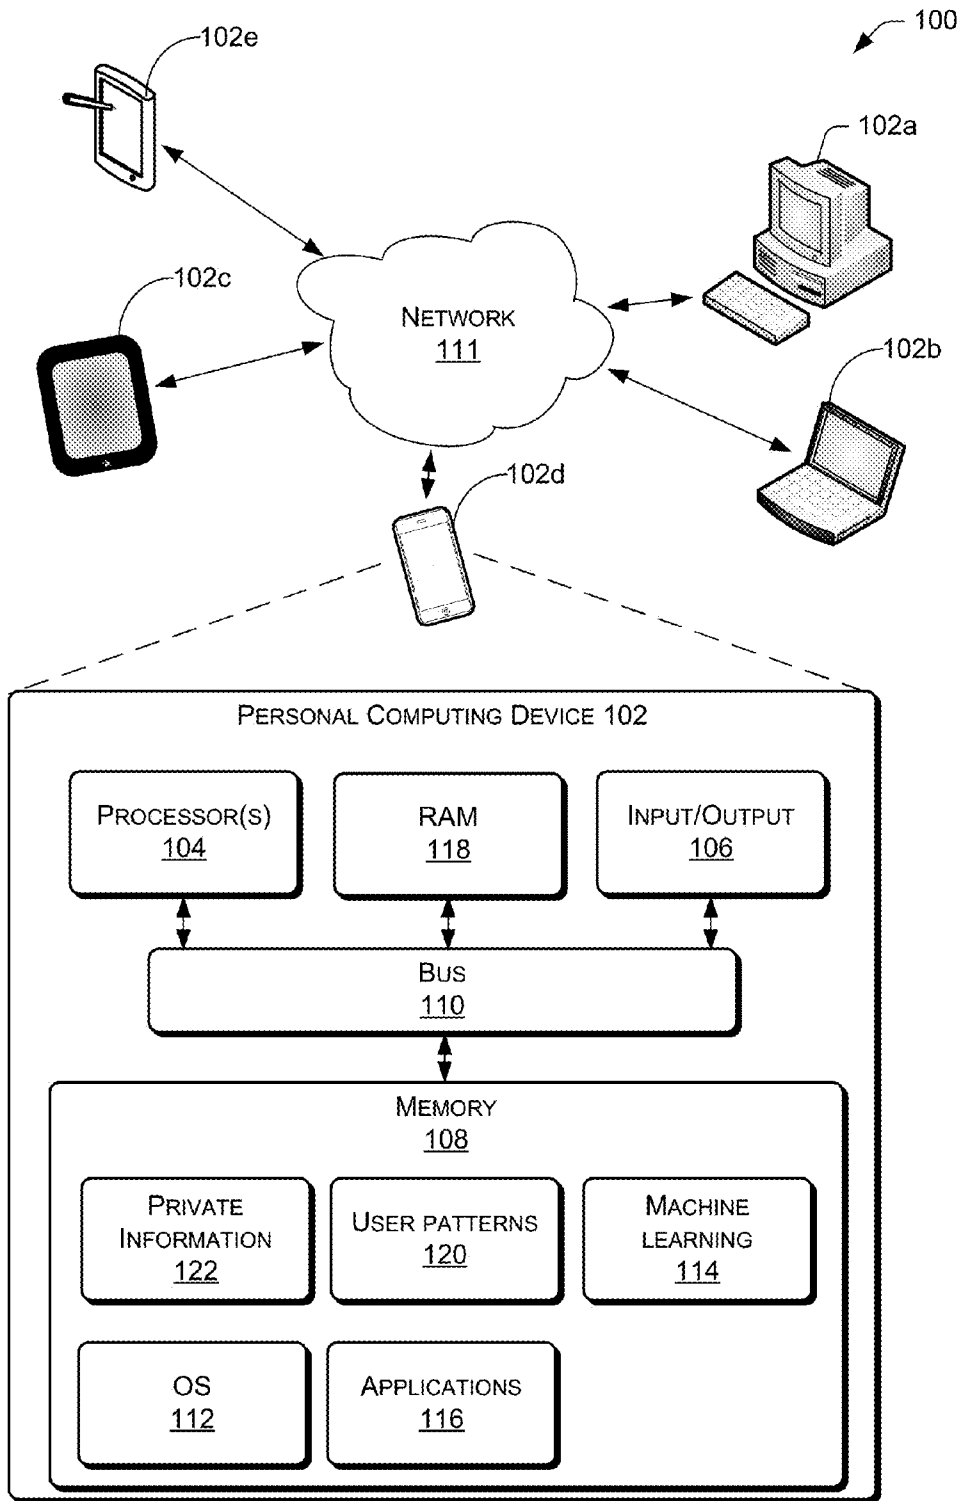 100
102e
102a
102c
NETWORK
111
102b
102d
PERSONAL COMPUTING DEVICE 102
PROCESSOR(S)
104
RAM
118
INPUT/OUTPUT
106
BUS
110
MEMORY
108
PRIVATE
INFORMATION
122
USER PATTERNS
120
MACHINE
LEARNING
114
OS
112
APPLICATIONS
116